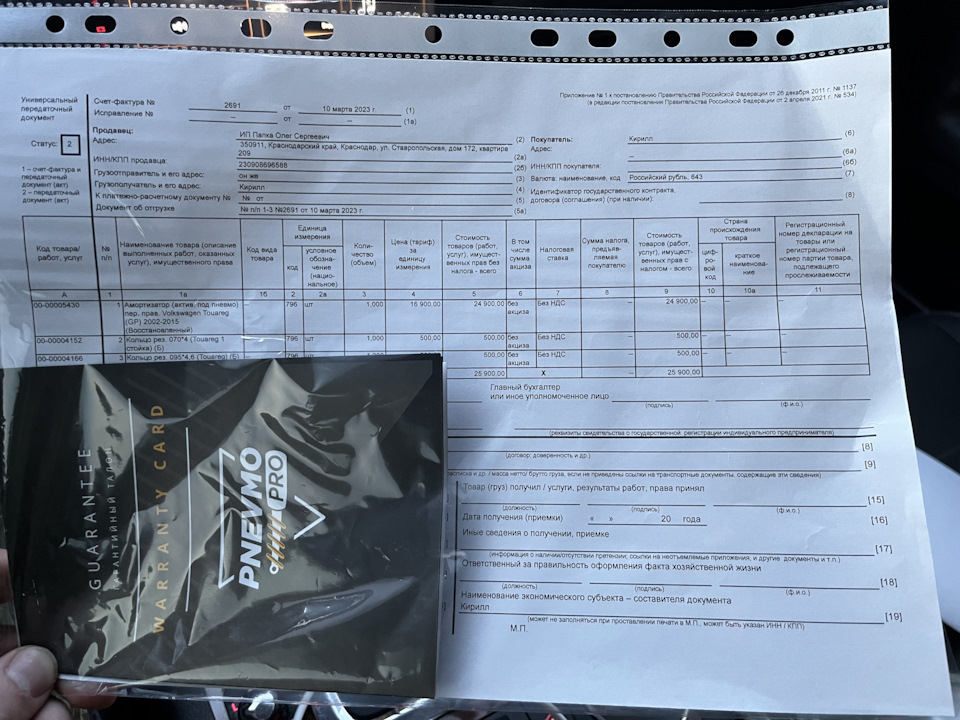 Приложение № 1 к постановлению Правительства Российской Федерации от 26 декабря 2011 г. № 1137
(в редакции постановления Правительства Российской Федерации от 2 апреля 2021 г. № 534)
Универсальный передаточный документ
Статус: 2
1 – счет-фактура и передаточный документ (акт)
2 – передаточный документ (акт)
Счет-фактура № 2691 от 10 марта 2023 г. (1)
Исправление № – от – (1а)
Продавец: ИП Папка Олег Сергеевич (2)
Адрес: 350911, Краснодарский край, Краснодар, ул. Ставропольская, дом 172, квартира 209 (2а)
ИНН/КПП продавца: 230908696588 (2б)
Грузоотправитель и его адрес: он же (3)
Грузополучатель и его адрес: Кирилл (4)
К платежно-расчетному документу № № от (5)
Документ об отгрузке № п/п 1-3 №2691 от 10 марта 2023 г. (5а)
Покупатель: Кирилл (6)
Адрес: – (6а)
ИНН/КПП покупателя: – (6б)
Валюта: наименование, код Российский рубль, 643 (7)
Идентификатор государственного контракта,
договора (соглашения) (при наличии): (8)
Код товара/ работ, услуг
№ п/п
Наименование товара (описание выполненных работ, оказанных услуг), имущественного права
Код вида товара
Единица измерения
код
условное обозна- чение (нацио- нальное)
Коли- чество (объем)
Цена (тариф) за единицу измерения
Стоимость товаров (работ, услуг), имущест- венных прав без налога - всего
В том числе сумма акциза
Налоговая ставка
Сумма налога, предъяв- ляемая покупателю
Стоимость товаров (работ, услуг), имущест- венных прав с налогом - всего
Страна происхождения товара
циф- ро- вой код
краткое наименова- ние
Регистрационный номер декларации на товары или регистрационный номер партии товара, подлежащего прослеживаемости
А 1 1а 1б 2 2а 3 4 5 6 7 8 9 10 10а 11
00-00005430 1 Амортизатор (актив. под пневмо) пер. прав. Volkswagen Touareg (GP) 2002-2015 (Восстановленный) – 796 шт 1,000 16 900,00 24 900,00 без акциза Без НДС – 24 900,00 – – –
00-00004152 2 Кольцо рез. 070*4 (Touareg 1 стойка) (Б) – 796 шт 1,000 500,00 500,00 без акциза Без НДС – 500,00 – – –
00-00004166 3 Кольцо рез. 095*4,6 (Touareg) (Б) 796 500,00 без акциза Без НДС – 500,00 – – –
25 900,00 Х – 25 900,00
Главный бухгалтер
или иное уполномоченное лицо
(подпись) (ф.и.о.)
(реквизиты свидетельства о государственной регистрации индивидуального предпринимателя)
[8]
(договор; доверенность и др.)
[9]
расписка и др. / масса нетто/ брутто груза, если не приведены ссылки на транспортные документы, содержащие эти сведения)
Товар (груз) получил / услуги, результаты работ, права принял
[15]
(должность) (подпись) (ф.и.о.)
Дата получения (приемки) « » 20 года [16]
Иные сведения о получении, приемке
[17]
(информация о наличии/отсутствии претензии; ссылки на неотъемлемые приложения, и другие документы и т.п.)
Ответственный за правильность оформления факта хозяйственной жизни
[18]
(должность) (подпись) (ф.и.о.)
Наименование экономического субъекта – составителя документа
Кирилл [19]
(может не заполняться при проставлении печати в М.П., может быть указан ИНН / КПП)
М.П.
GUARANTEE
ГАРАНТИЙНЫЙ ТАЛОН
WARRANTY CARD
PNEVMO
PRO